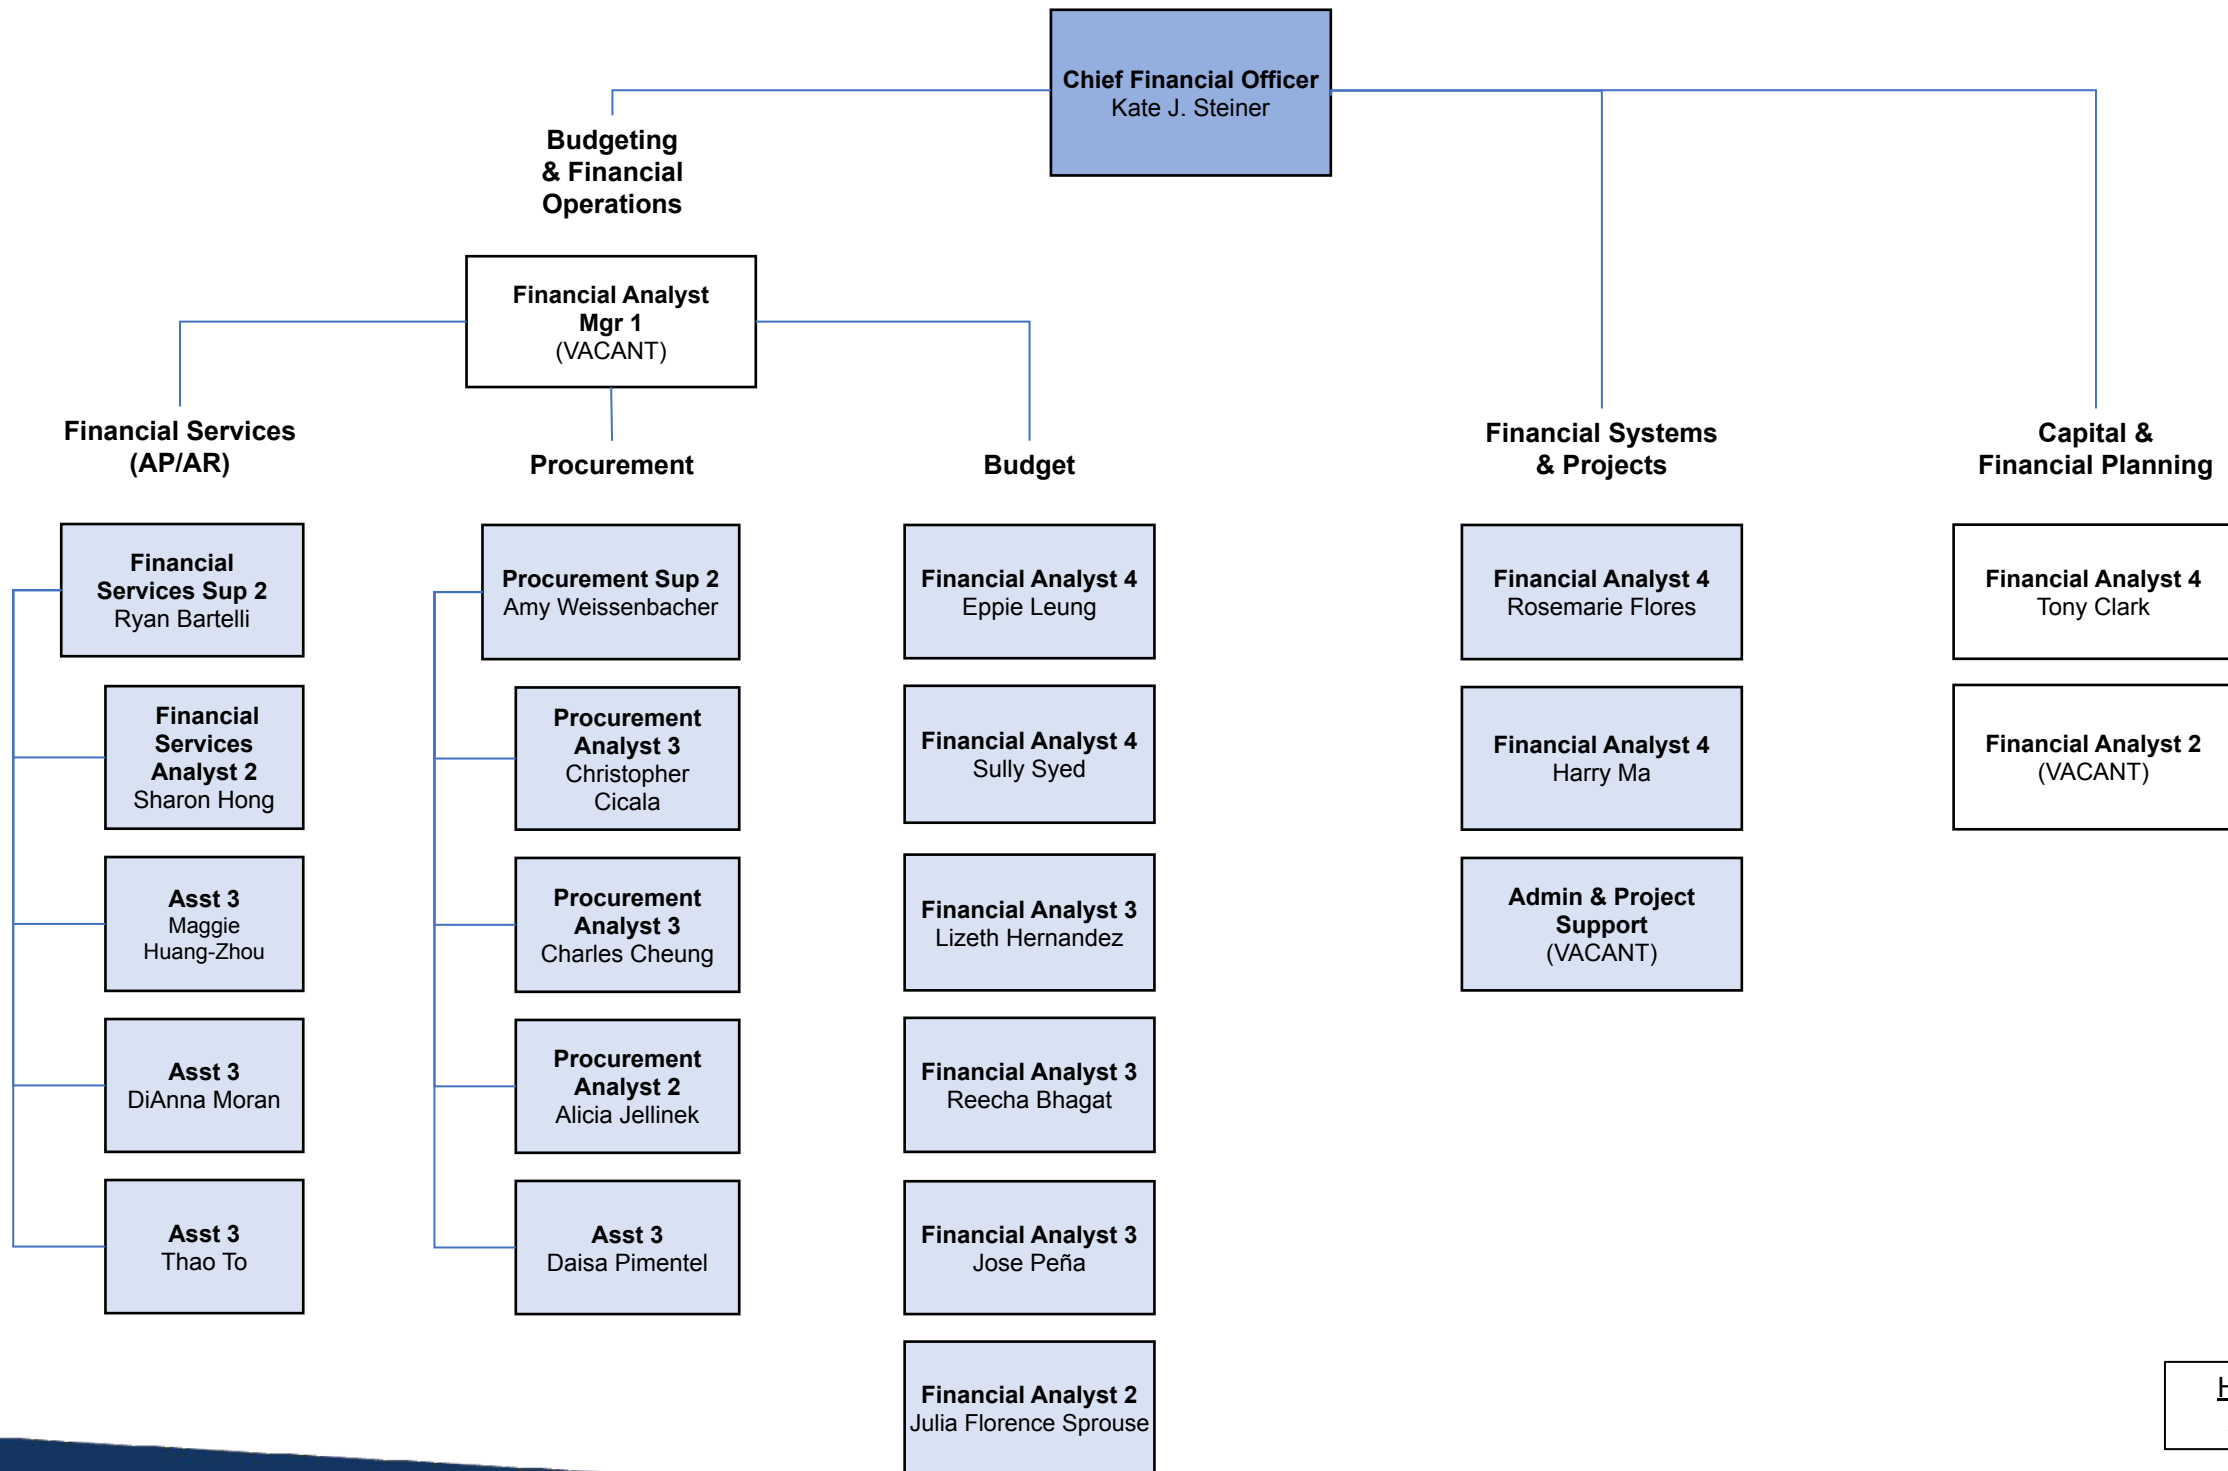 Chief Financial Officer
Kate J. Steiner
Budgeting
& Financial
Operations
Financial Analyst
Mgr 1
(VACANT)
Financial Services
(AP/AR)
Procurement
Budget
Financial Systems
& Projects
Capital &
Financial Planning
Financial
Services Sup 2
Ryan Bartelli
Financial
Services
Analyst 2
Sharon Hong
Asst 3
Maggie
Huang-Zhou
Asst 3
DiAnna Moran
Asst 3
Thao To
Procurement Sup 2
Amy Weissenbacher
Procurement
Analyst 3
Christopher
Cicala
Procurement
Analyst 3
Charles Cheung
Procurement
Analyst 2
Alicia Jellinek
Asst 3
Daisa Pimentel
Financial Analyst 4
Eppie Leung
Financial Analyst 4
Sully Syed
Financial Analyst 3
Lizeth Hernandez
Financial Analyst 3
Reecha Bhagat
Financial Analyst 3
Jose Peña
Financial Analyst 2
Julia Florence Sprouse
Financial Analyst 4
Rosemarie Flores
Financial Analyst 4
Harry Ma
Admin & Project
Support
(VACANT)
Financial Analyst 4
Tony Clark
Financial Analyst 2
(VACANT)